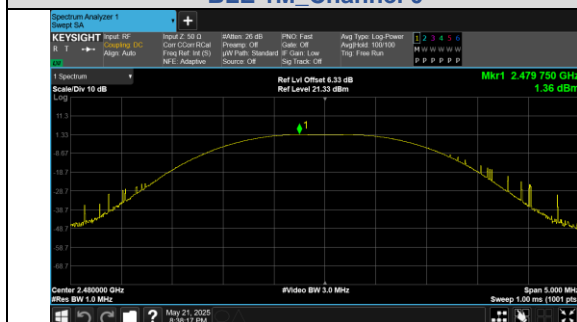 Spectrum Analyzer 1
Swept SA
+
KEYSIGHT Input: RF Input Z: 50 Ω #Atten: 26 dB PNO: Fast Avg Type: Log-Power 1 2 3 4 5 6
R T Coupling: DC Corr CCorr RCal Preamp: Off Gate: Off Avg|Hold: 100/100 M W W W W W
Align: Auto Freq Ref: Int (S) µW Path: Standard IF Gain: Low Trig: Free Run
NFE: Adaptive Source: Off Sig Track: Off P P P P P P
1 Spectrum Ref Lvl Offset 6.33 dB Mkr1 2.479 750 GHz
Scale/Div 10 dB Ref Level 21.33 dBm 1.36 dBm
Log
11.3
1.33
-8.67
-18.7
-28.7
-38.7
-48.7
-58.7
-68.7
1
Center 2.480000 GHz #Video BW 3.0 MHz Span 5.000 MHz
#Res BW 1.0 MHz Sweep 1.00 ms (1001 pts)
? May 21, 2025
8:38:17 PM